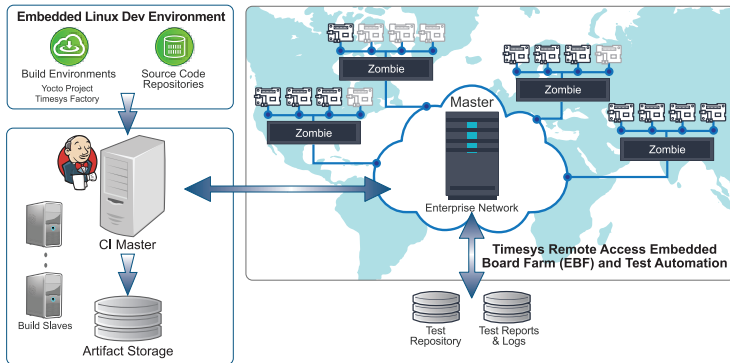 Embedded Linux Dev Environment
Build Environments
Yocto Project
Timesys Factory
Source Code
Repositories
CI Master
Build Slaves
Artifact Storage
Zombie
Zombie
Zombie
Zombie
Master
Enterprise Network
Timesys Remote Access Embedded
Board Farm (EBF) and Test Automation
Test
Repository
Test Reports
& Logs